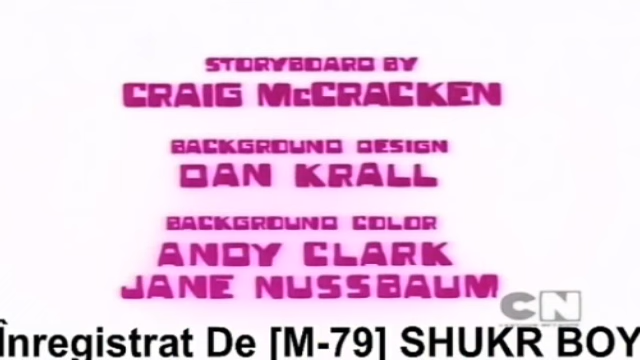 STORYBOARD BY
CRAIG McCRACKEN
BACKGROUND DESIGN
DAN KRALL
BACKGROUND COLOR
ANDY CLARK
JANE NUSSBAUM
CN
Înregistrat De [M-79] SHUKR BOY